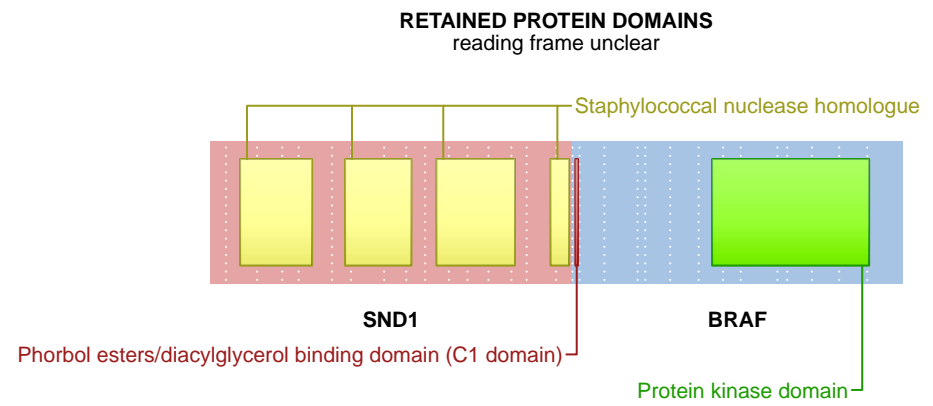 RETAINED PROTEIN DOMAINS
reading frame unclear
Staphylococcal nuclease homologue
SND1
BRAF
Phorbol esters/diacylglycerol binding domain (C1 domain)
Protein kinase domain